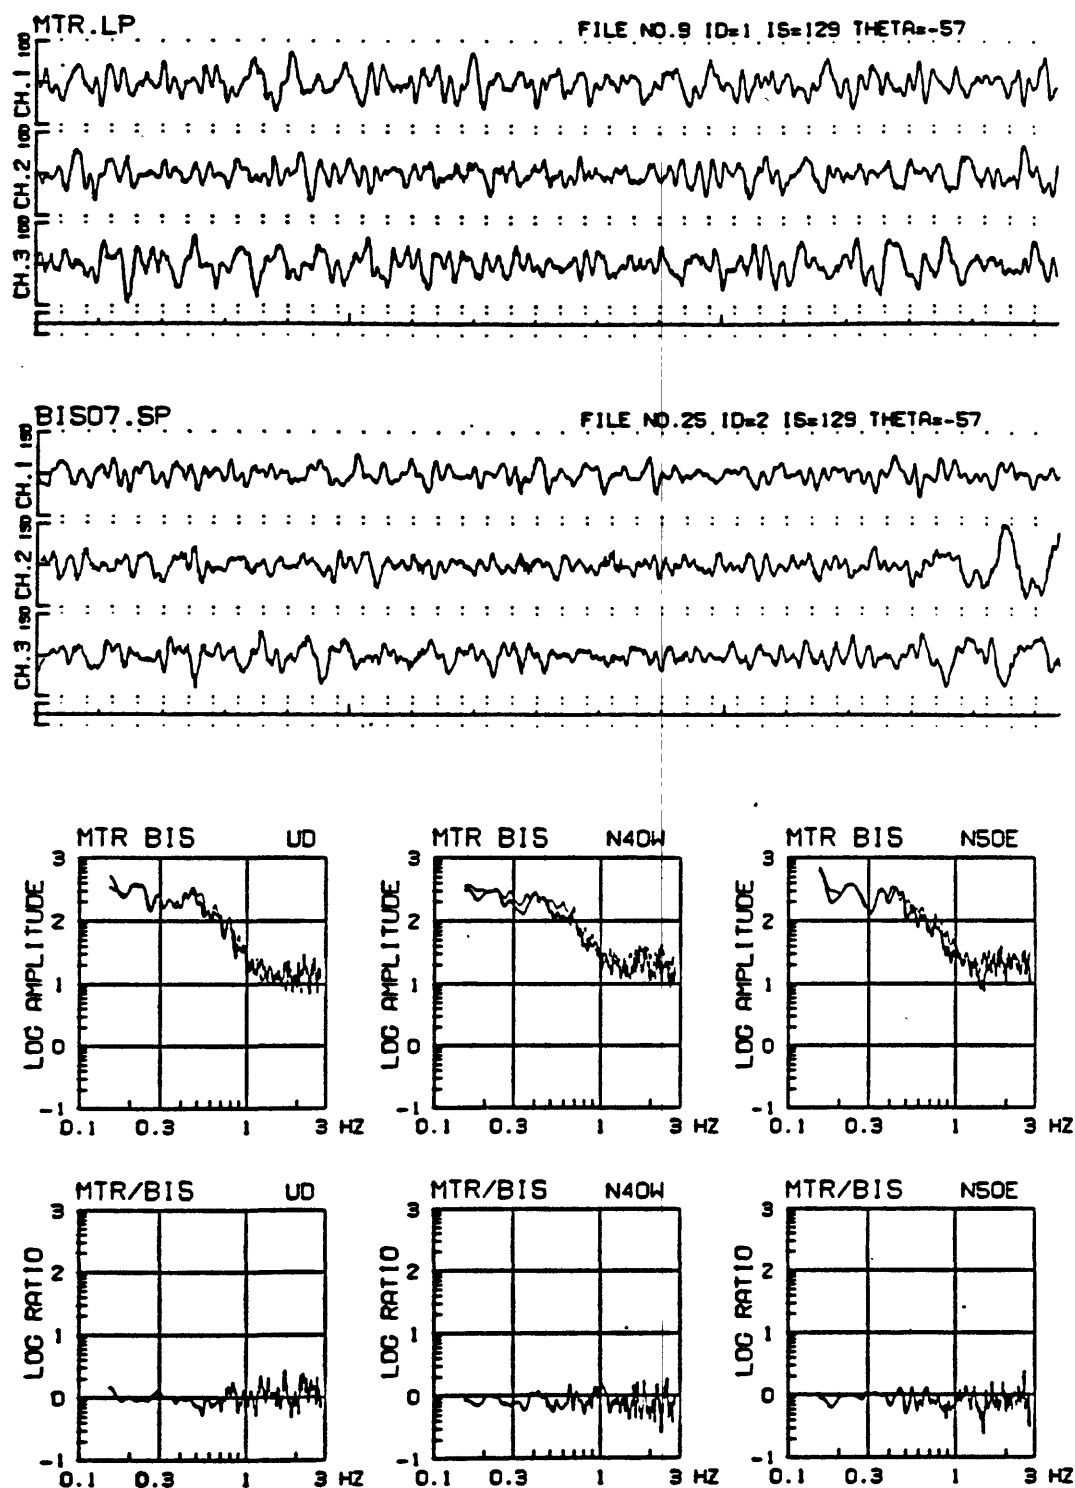 MTR.LP FILE NO.9 ID=1 IS=129 THETA=-57
CH.1 100
CH.2 100
CH.3 100
BIS07.SP FILE NO.25 ID=2 IS=129 THETA=-57
CH.1 150
CH.2 150
CH.3 150
MTR BIS UD
LOG AMPLITUDE
3
2
1
0
-1
0.1 0.3 1 3 HZ
MTR BIS N40W
LOG AMPLITUDE
3
2
1
0
-1
0.1 0.3 1 3 HZ
MTR BIS N50E
LOG AMPLITUDE
3
2
1
0
-1
0.1 0.3 1 3 HZ
MTR/BIS UD
LOG RATIO
3
2
1
0
-1
0.1 0.3 1 3 HZ
MTR/BIS N40W
LOG RATIO
3
2
1
0
-1
0.1 0.3 1 3 HZ
MTR/BIS N50E
LOG RATIO
3
2
1
0
-1
0.1 0.3 1 3 HZ